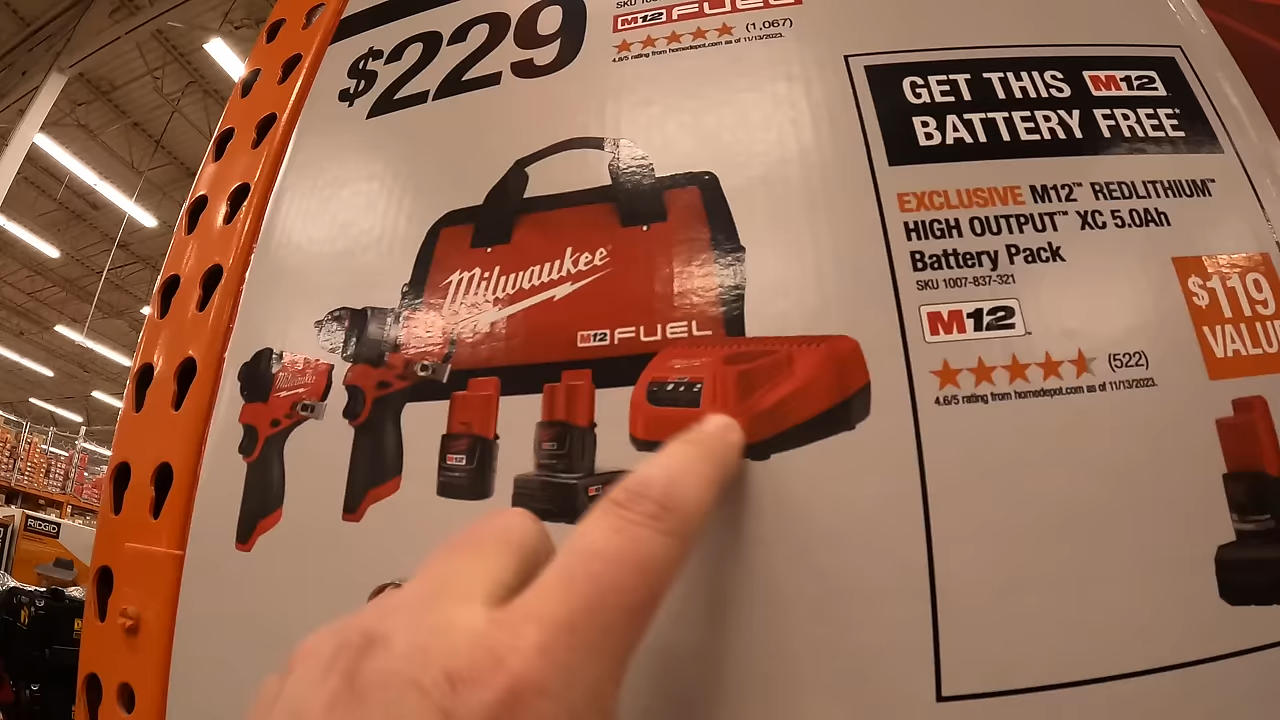 $229
M12 FUEL
(1,067)
4.8/5 rating from homedepot.com as of 11/13/2023.
Milwaukee
M12 FUEL
Milwaukee
M12
GET THIS M12
BATTERY FREE*
EXCLUSIVE M12™ REDLITHIUM™
HIGH OUTPUT™ XC 5.0Ah
Battery Pack
SKU 1007-837-321
M12
(522)
4.6/5 rating from homedepot.com as of 11/13/2023.
$119
VALU
RIDGID